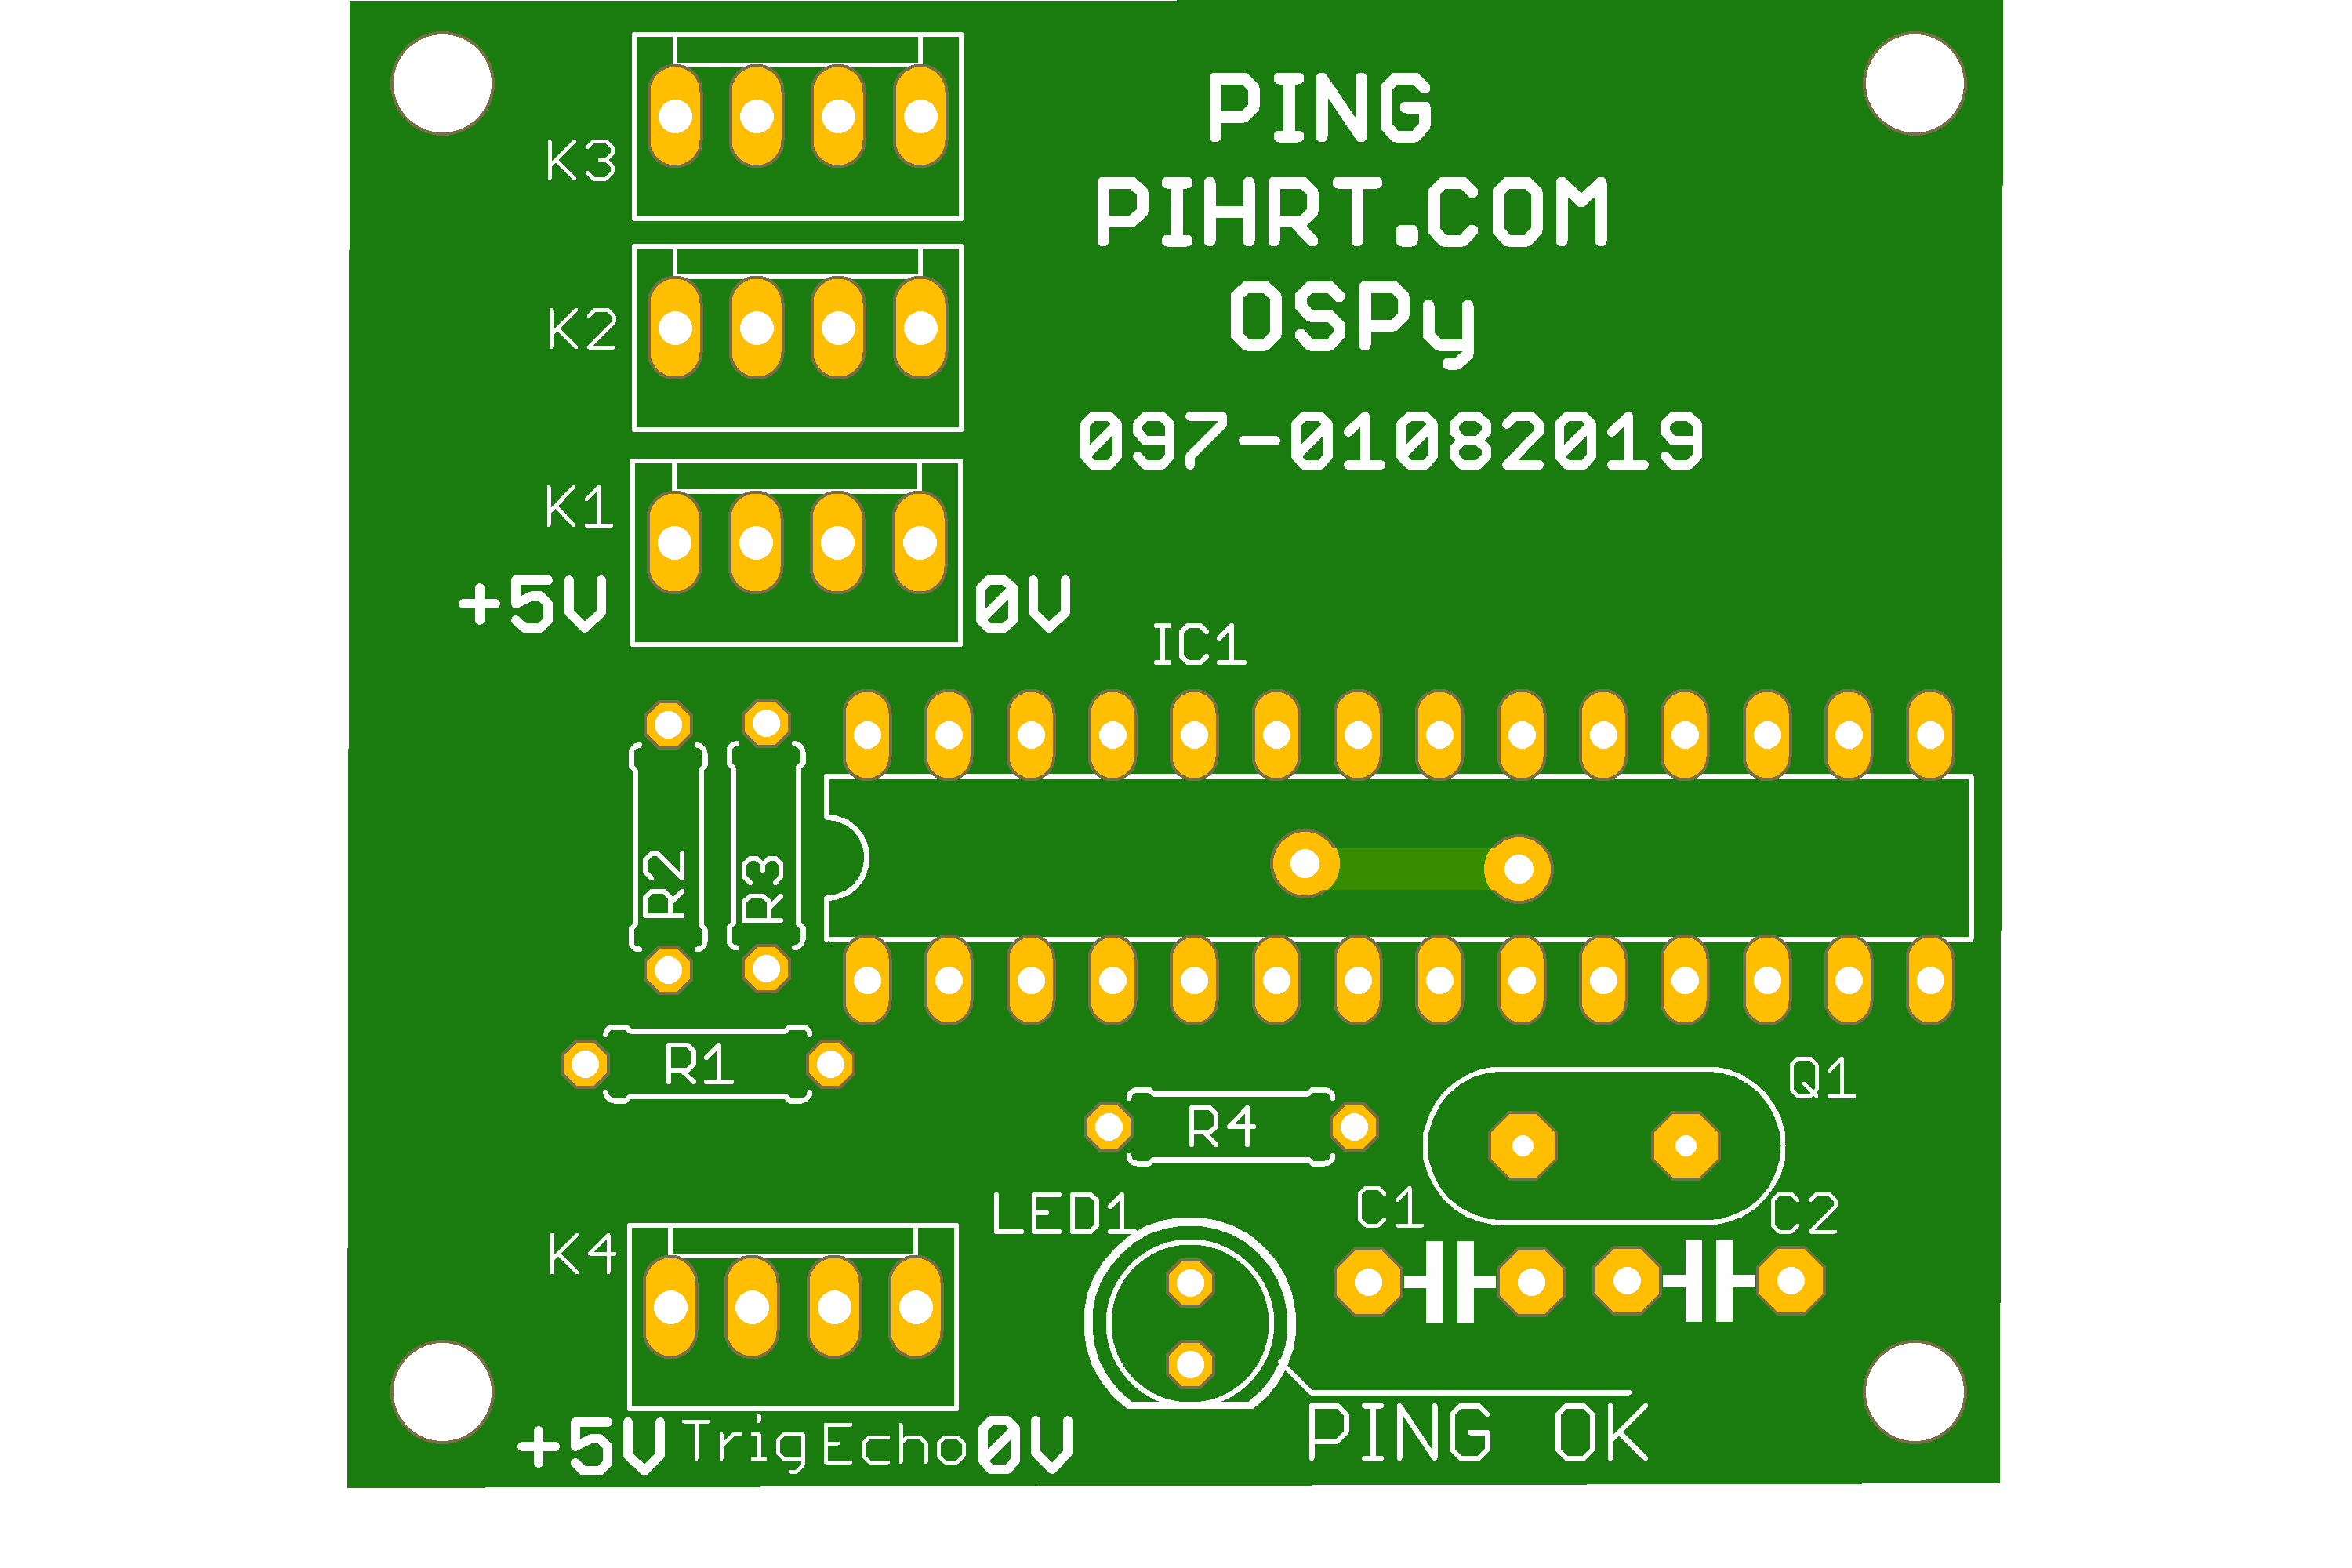 PING
K3
PIHRT.COM
OSPy
K2
097-01082019
K1
+5V 0V
IC1
R2
R3
R1
Q1
R4
LED1
C1
C2
K4
+5V Trig Echo 0V
PING OK